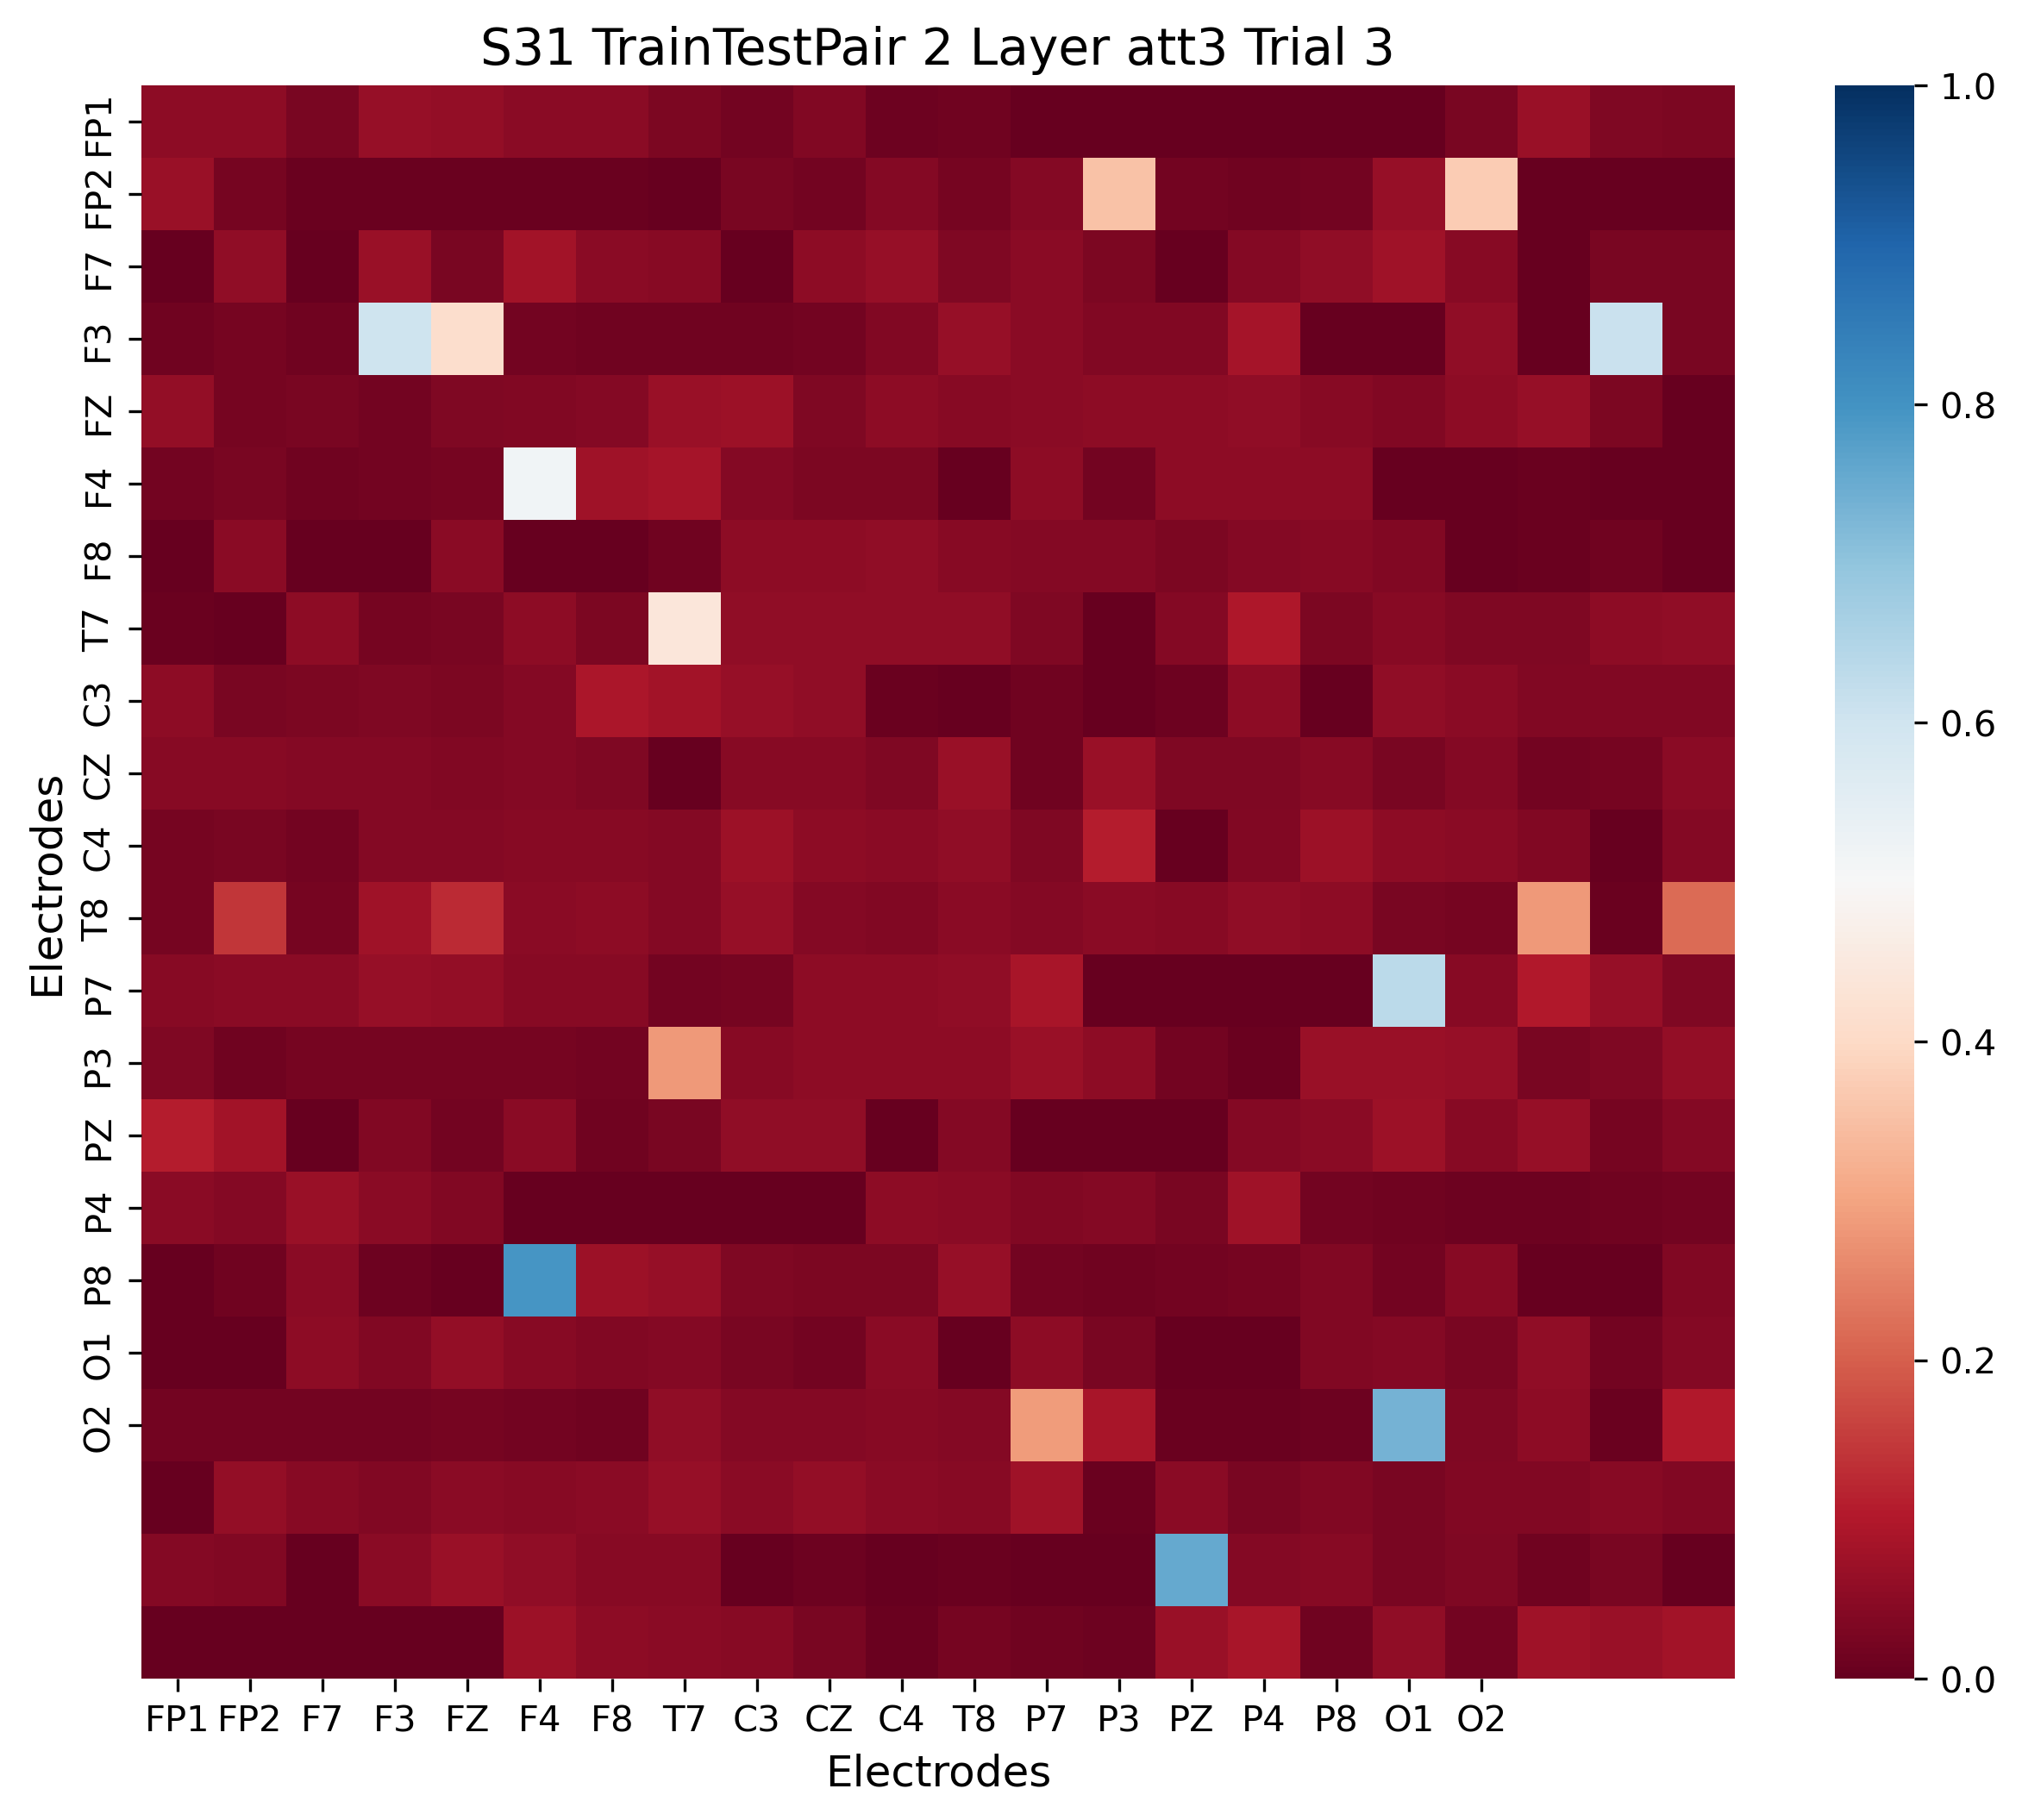 S31 TrainTestPair 2 Layer att3 Trial 3
Electrodes
FP1
FP2
F7
F3
FZ
F4
F8
T7
C3
CZ
C4
T8
P7
P3
PZ
P4
P8
O1
O2
FP1 FP2 F7 F3 FZ F4 F8 T7 C3 CZ C4 T8 P7 P3 PZ P4 P8 O1 O2
Electrodes
1.0
0.8
0.6
0.4
0.2
0.0